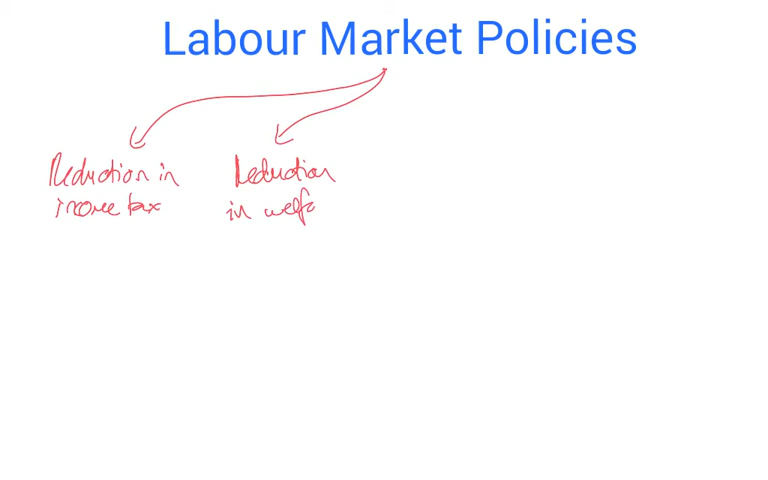 Labour Market Policies
Reduction in
income tax
Reduction
in welfa